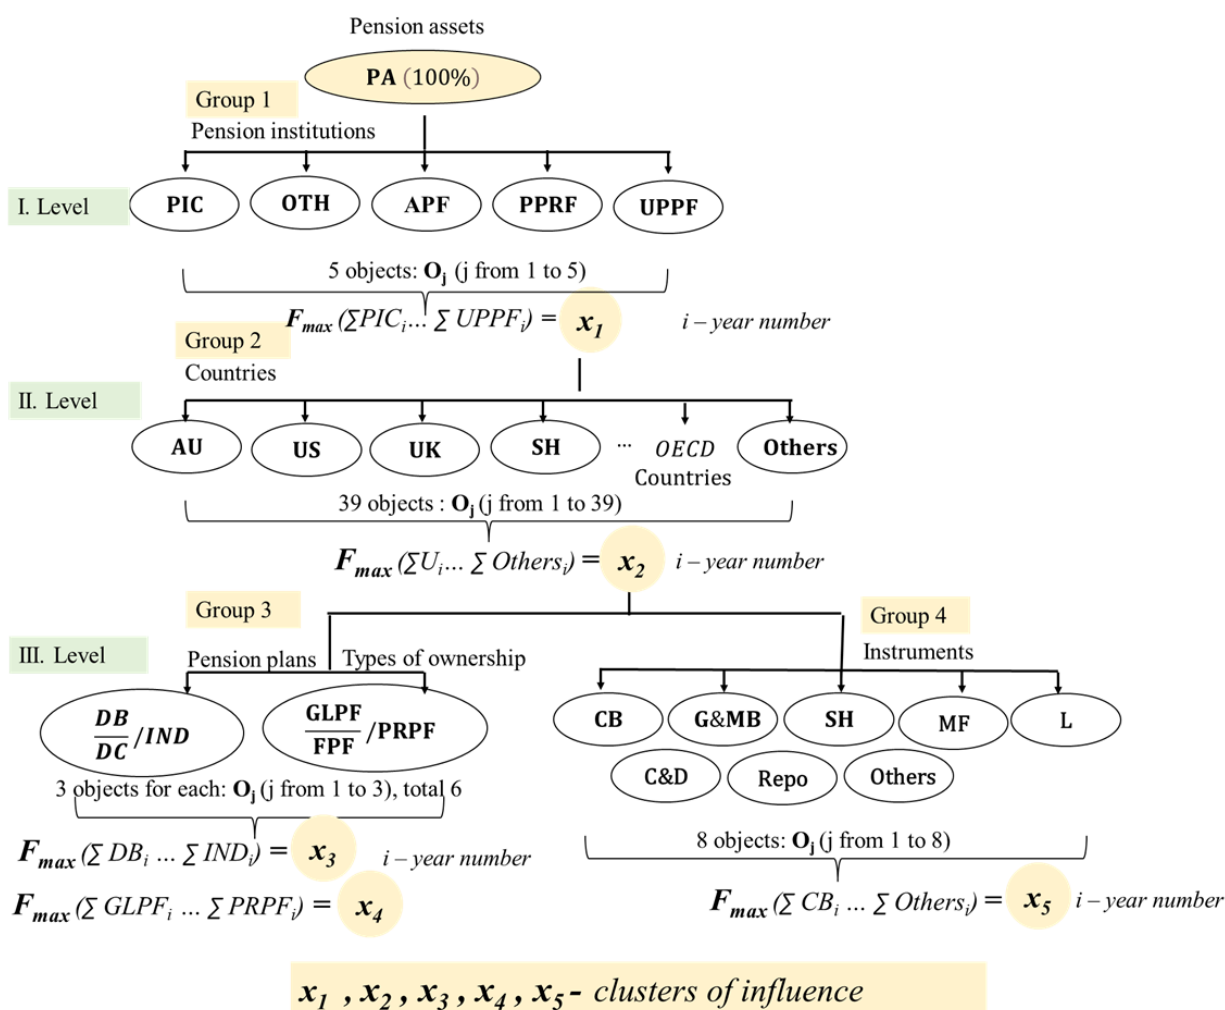 Pension assets
PA (100%)
Group 1
Pension institutions
I. Level
PIC OTH APF PPRF UPPF
5 objects: Oj (j from 1 to 5)
Fmax (∑PICi... ∑ UPPFi) = x1 i – year number
Group 2
Countries
II. Level
AU US UK SH ... OECD Others
Countries
39 objects : Oj (j from 1 to 39)
Fmax (∑Ui... ∑ Othersi) = x2 i – year number
Group 3
Group 4
III. Level
Pension plans Types of ownership
Instruments
DB/DC /IND
GLPF/FPF /PRPF
CB G&MB SH MF L
C&D Repo Others
3 objects for each: Oj (j from 1 to 3), total 6
8 objects: Oj (j from 1 to 8)
Fmax (∑ DBi ... ∑ INDi) = x3 i – year number
Fmax (∑ GLPFi ... ∑ PRPFi) = x4
Fmax (∑ CBi ... ∑ Othersi) = x5 i – year number
x1 , x2 , x3 , x4 , x5 - clusters of influence